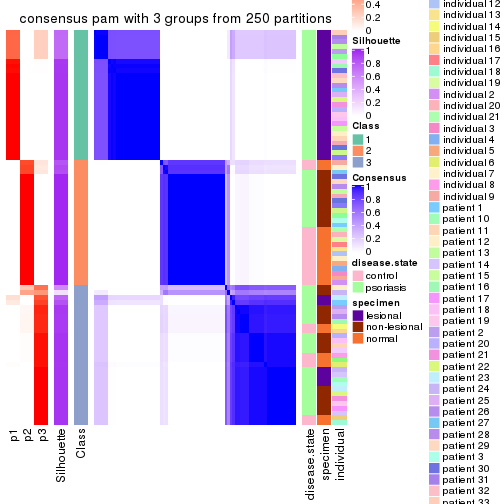 consensus pam with 3 groups from 250 partitions
p1
p2
p3
Silhouette
Class
disease.state
specimen
individual
0.4
0.2
0
Silhouette
1
0.8
0.6
0.4
0.2
0
Class
1
2
3
Consensus
1
0.8
0.6
0.4
0.2
0
disease.state
control
psoriasis
specimen
lesional
non-lesional
normal
individual 12
individual 13
individual 14
individual 15
individual 16
individual 17
individual 18
individual 19
individual 2
individual 20
individual 21
individual 3
individual 4
individual 5
individual 6
individual 7
individual 8
individual 9
patient 1
patient 10
patient 11
patient 12
patient 13
patient 14
patient 15
patient 16
patient 17
patient 18
patient 19
patient 2
patient 20
patient 21
patient 22
patient 23
patient 24
patient 25
patient 26
patient 27
patient 28
patient 29
patient 3
patient 30
patient 31
patient 32
patient 33